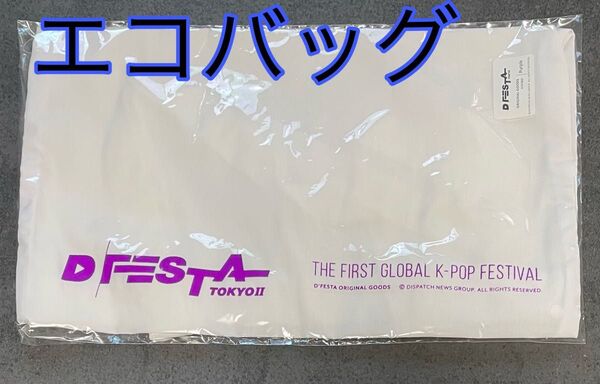 エコバッグ
D'FESTA
Purple
D/FESTA
TOKYO II
THE FIRST GLOBAL K-POP FESTIVAL
D'FESTA ORIGINAL GOODS © DISPATCH NEWS GROUP. ALL RIGHTS RESERVED.